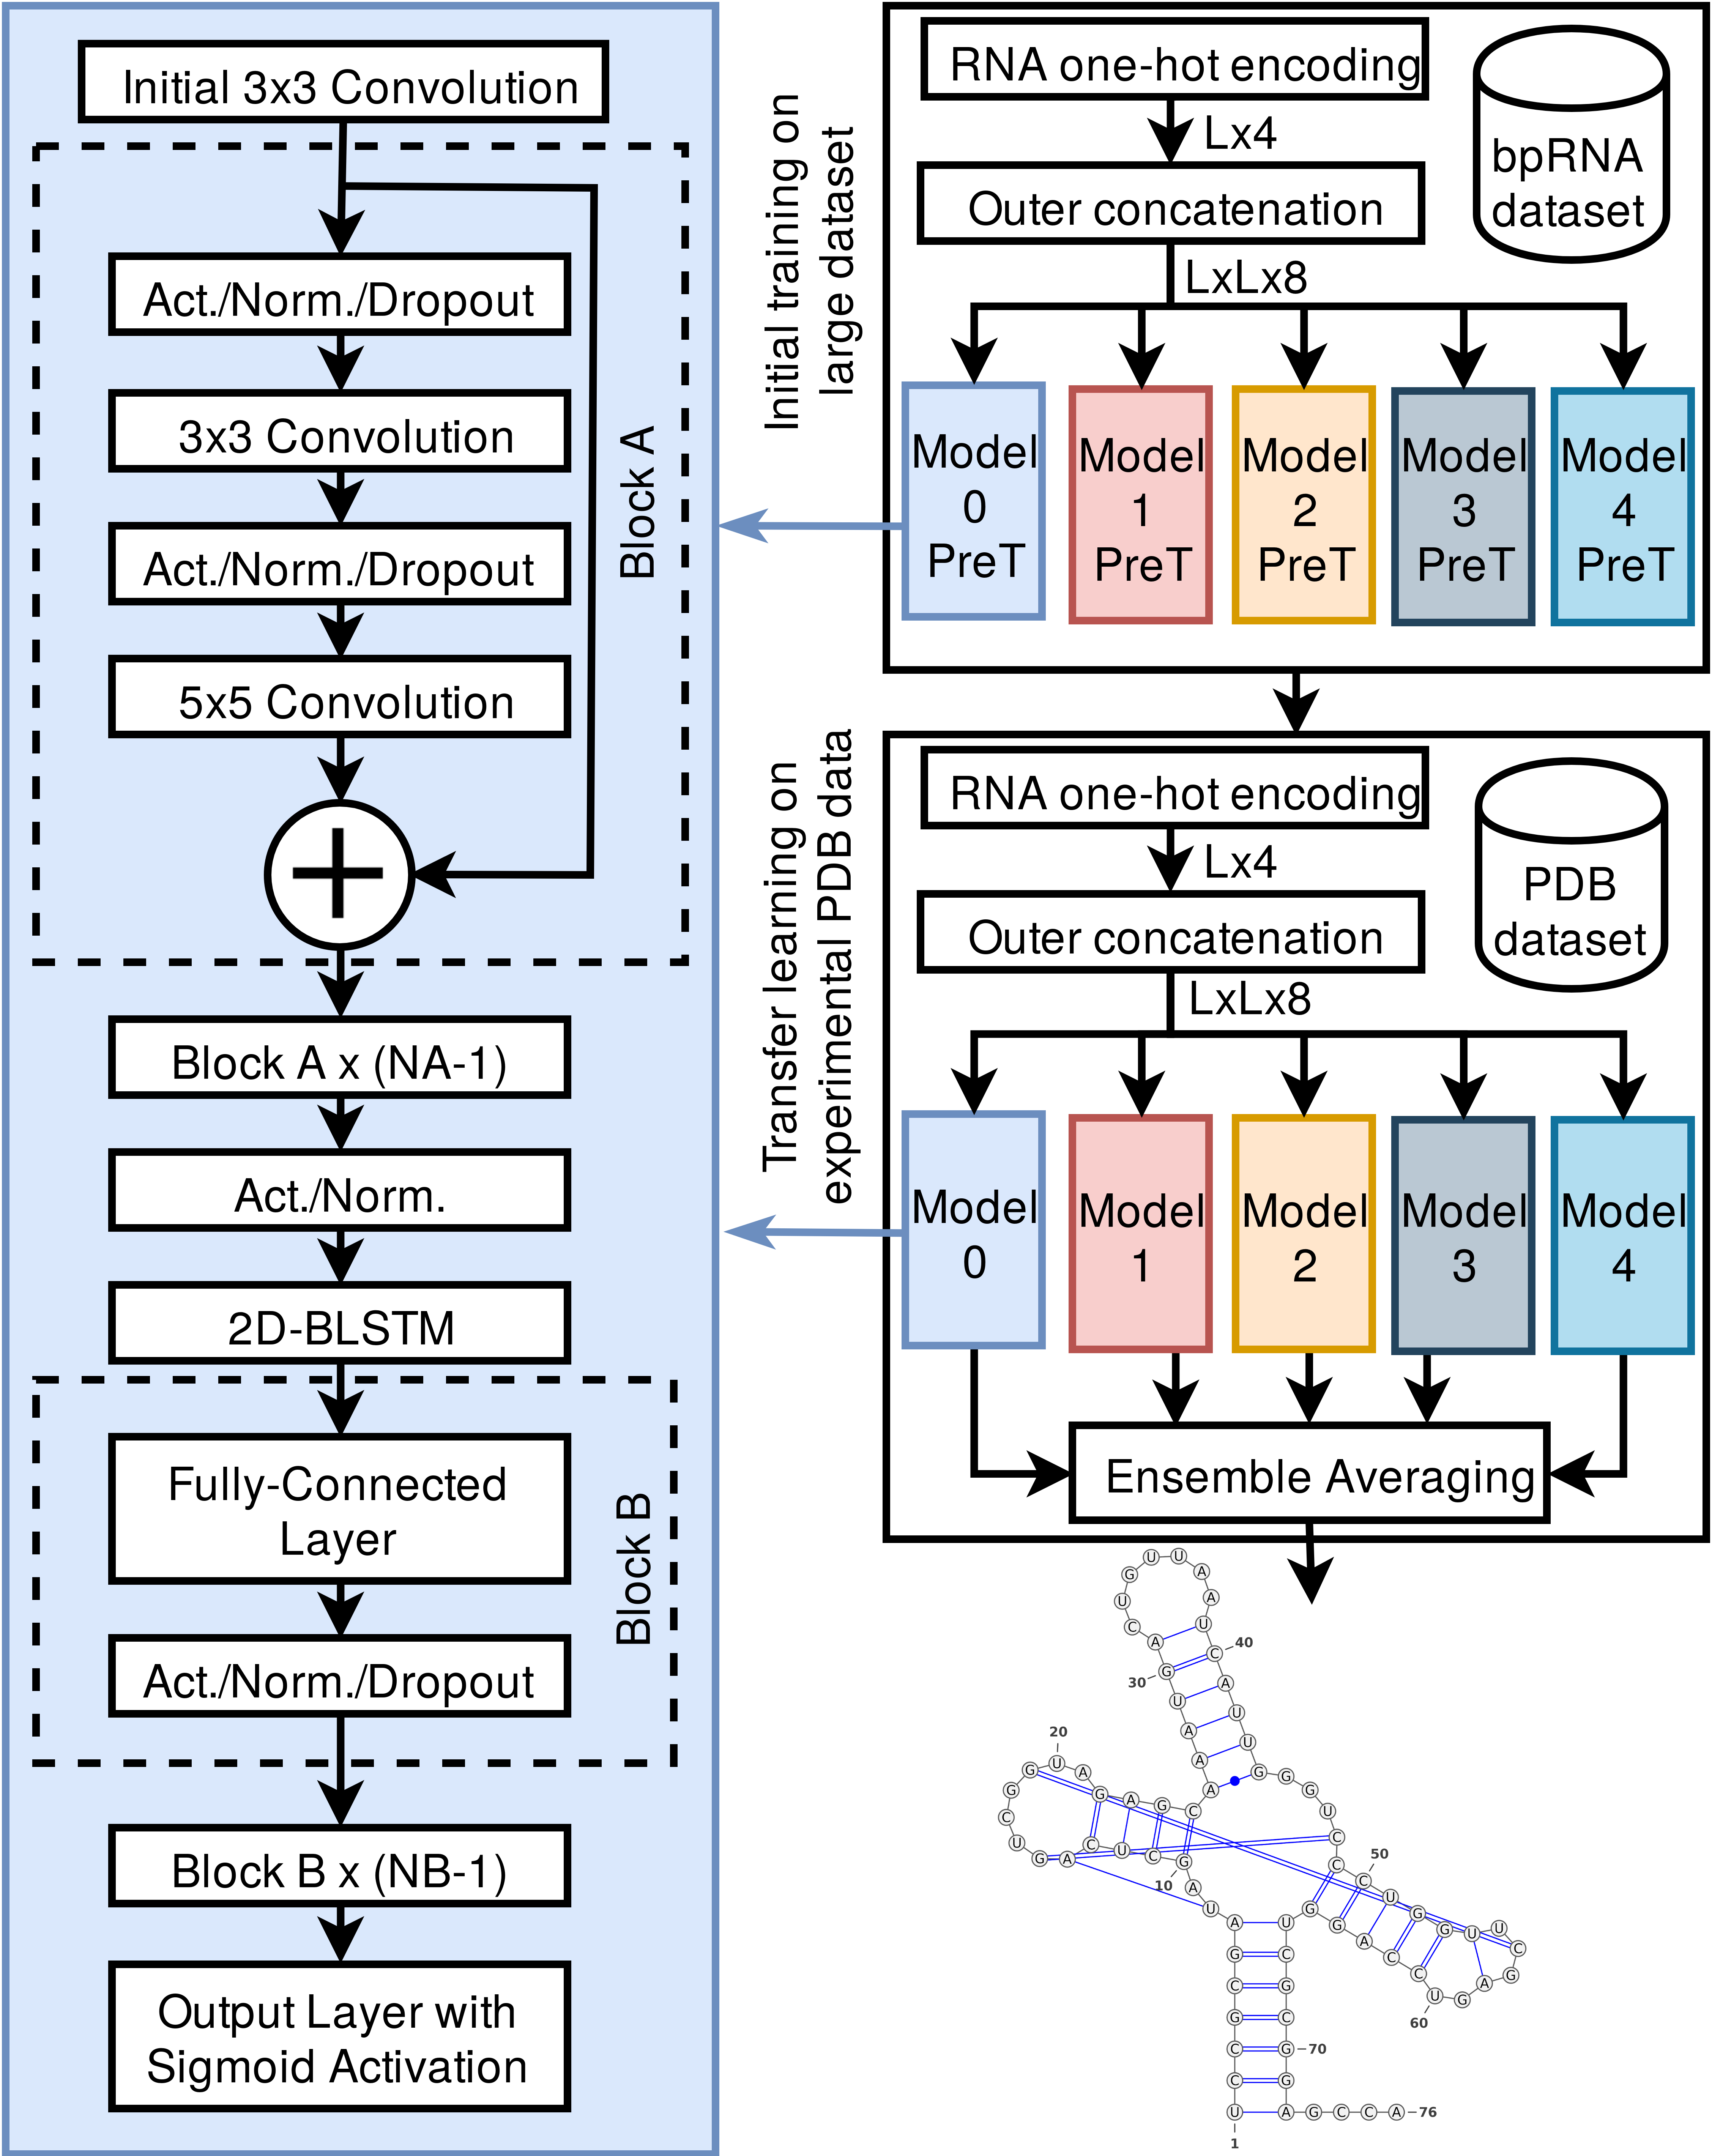 Initial 3x3 Convolution
Act./Norm./Dropout
3x3 Convolution
Act./Norm./Dropout
5x5 Convolution
Block A
Block A x (NA-1)
Act./Norm.
2D-BLSTM
Fully-Connected
Layer
Act./Norm./Dropout
Block B
Block B x (NB-1)
Output Layer with
Sigmoid Activation
Initial training on
large dataset
RNA one-hot encoding
Lx4
Outer concatenation
LxLx8
bpRNA
dataset
Model
0
PreT
Model
1
PreT
Model
2
PreT
Model
3
PreT
Model
4
PreT
Transfer learning on
experimental PDB data
RNA one-hot encoding
Lx4
Outer concatenation
LxLx8
PDB
dataset
Model
0
Model
1
Model
2
Model
3
Model
4
Ensemble Averaging
U
C
C
G
C
G
A
U
A
G
C
U
C
A
G
U
C
G
G
U
A
G
A
G
C
A
A
A
U
G
A
C
U
G
U
U
A
A
U
C
A
U
U
G
G
G
U
C
C
C
U
G
G
U
U
C
G
A
G
U
C
C
A
G
G
U
C
G
C
G
G
A
G
C
C
A
1
10
20
30
40
50
60
70
76